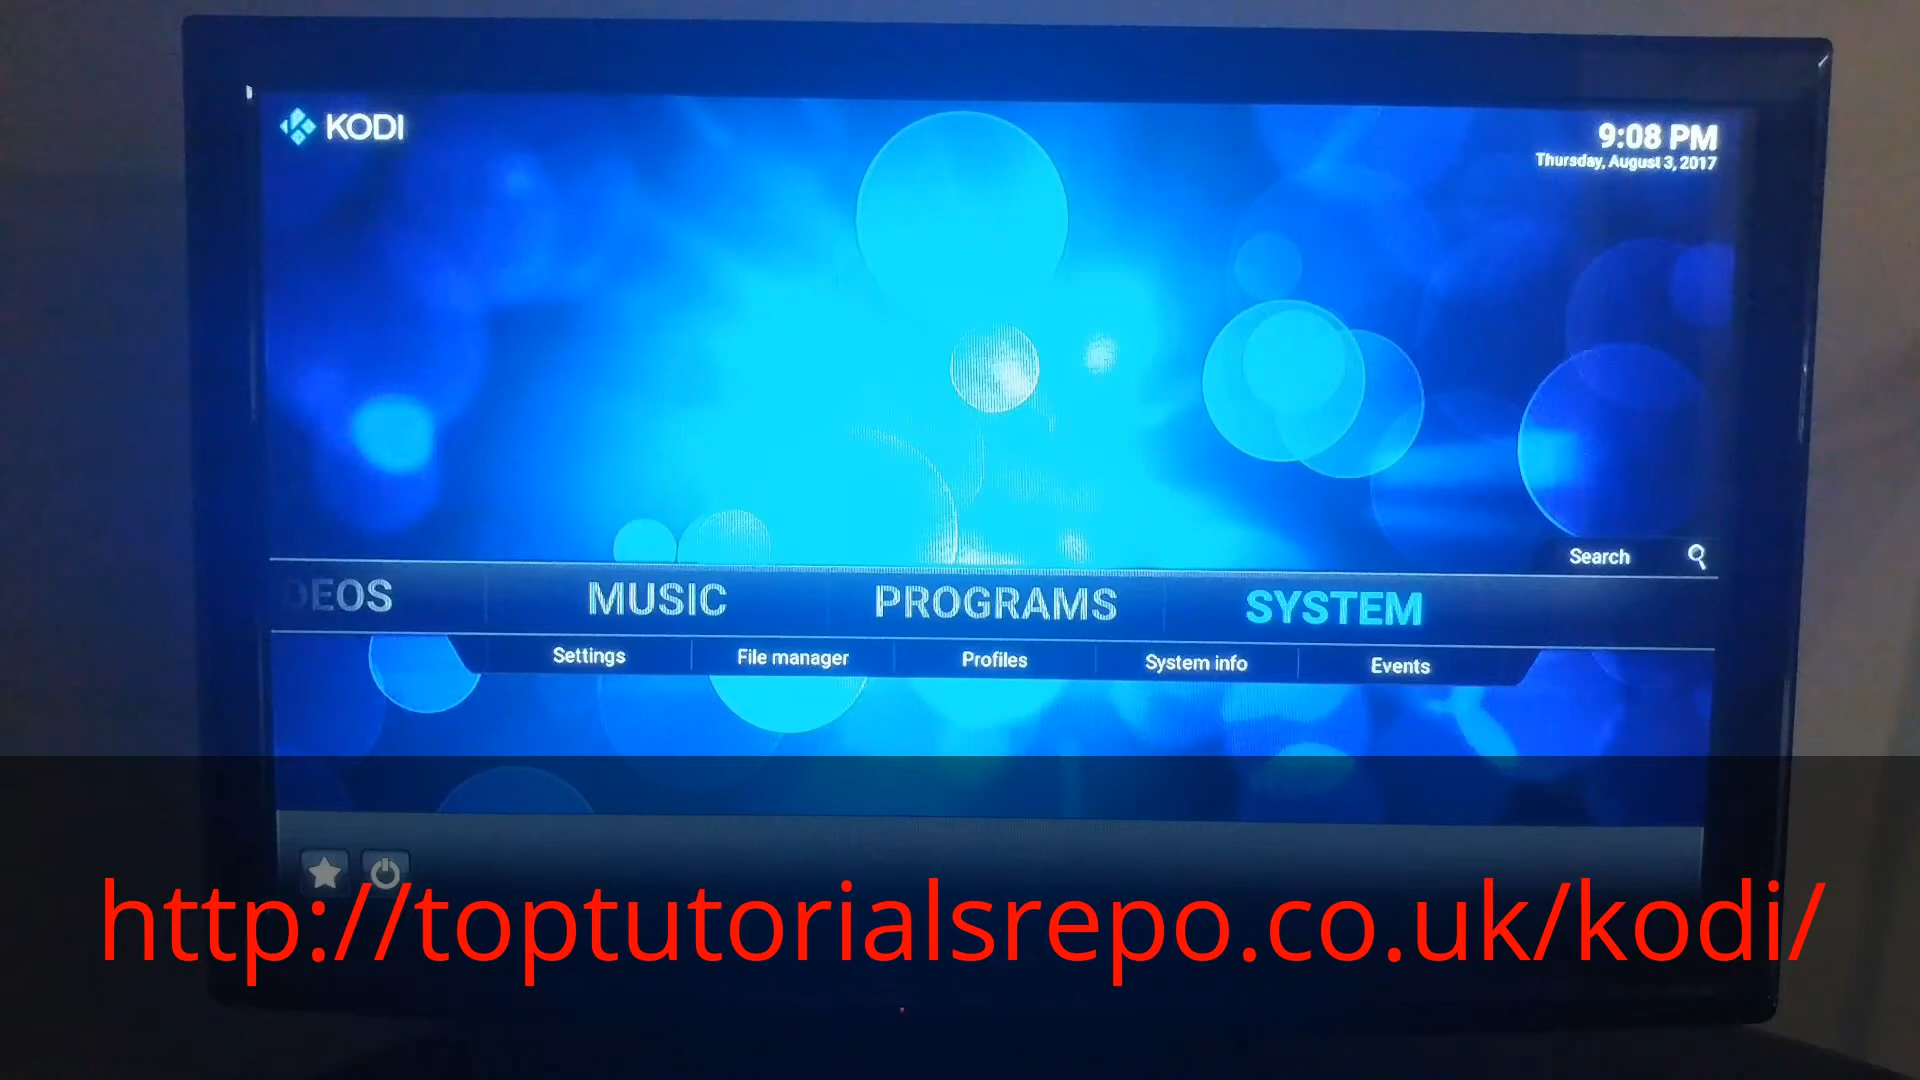 KODI
9:08 PM
Thursday, August 3, 2017
Search
DEOS MUSIC PROGRAMS SYSTEM
Settings File manager Profiles System info Events
http://toptutorialsrepo.co.uk/kodi/